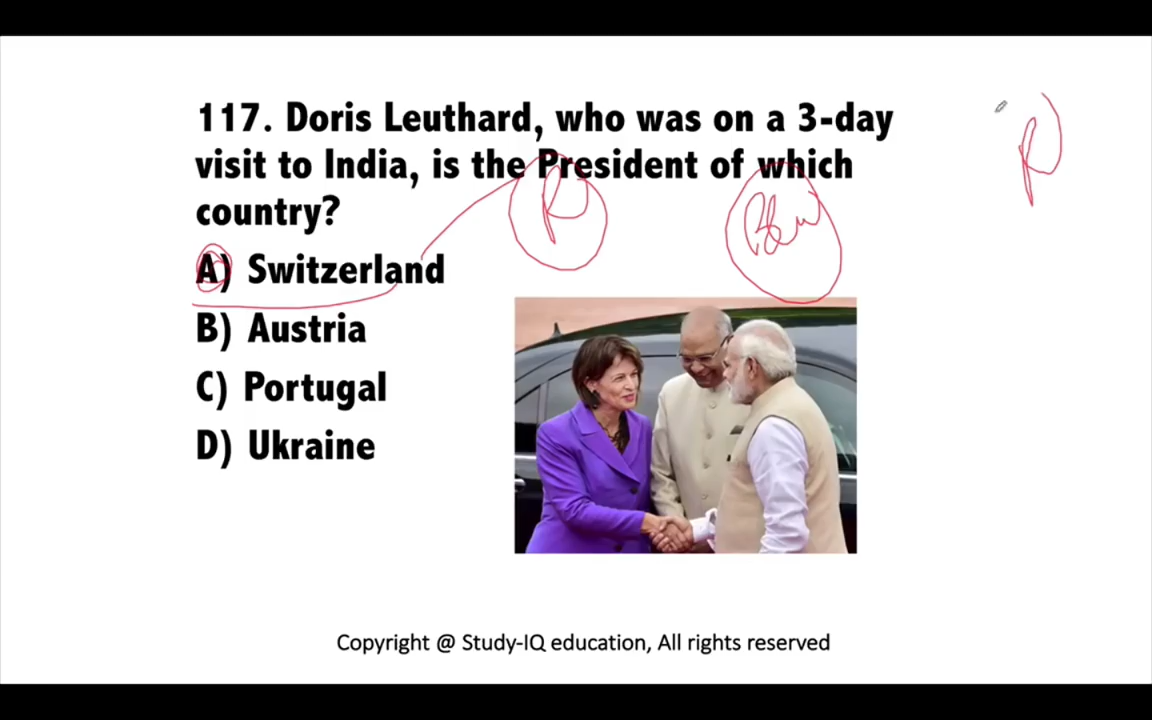 117. Doris Leuthard, who was on a 3-day
visit to India, is the President of which
country?
A) Switzerland
B) Austria
C) Portugal
D) Ukraine
Copyright @ Study-IQ education, All rights reserved